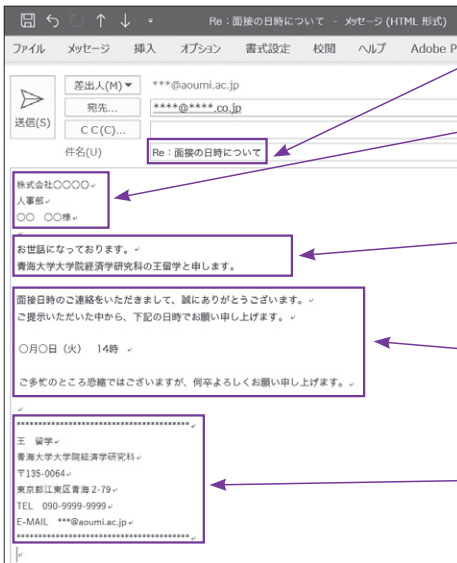 Re：面接の日時について - メッセージ (HTML 形式)
ファイル メッセージ 挿入 オプション 書式設定 校閲 ヘルプ Adobe P
送信(S)
差出人(M) ***@aoumi.ac.jp
宛先... ****@****.co.jp
C C(C)...
件名(U) Re：面接の日時について
株式会社〇〇〇〇
人事部
〇〇 〇〇様
お世話になっております。
青海大学大学院経済学研究科の王留学と申します。
面接日時のご連絡をいただきまして、誠にありがとうございます。
ご提示いただいた中から、下記の日時でお願い申し上げます。
〇月〇日（火） 14時
ご多忙のところ恐縮ではございますが、何卒よろしくお願い申し上げます。
******************************************
王 留学
青海大学大学院経済学研究科
〒135-0064
東京都江東区青海 2-79
TEL 090-9999-9999
E-MAIL ***@aoumi.ac.jp
******************************************